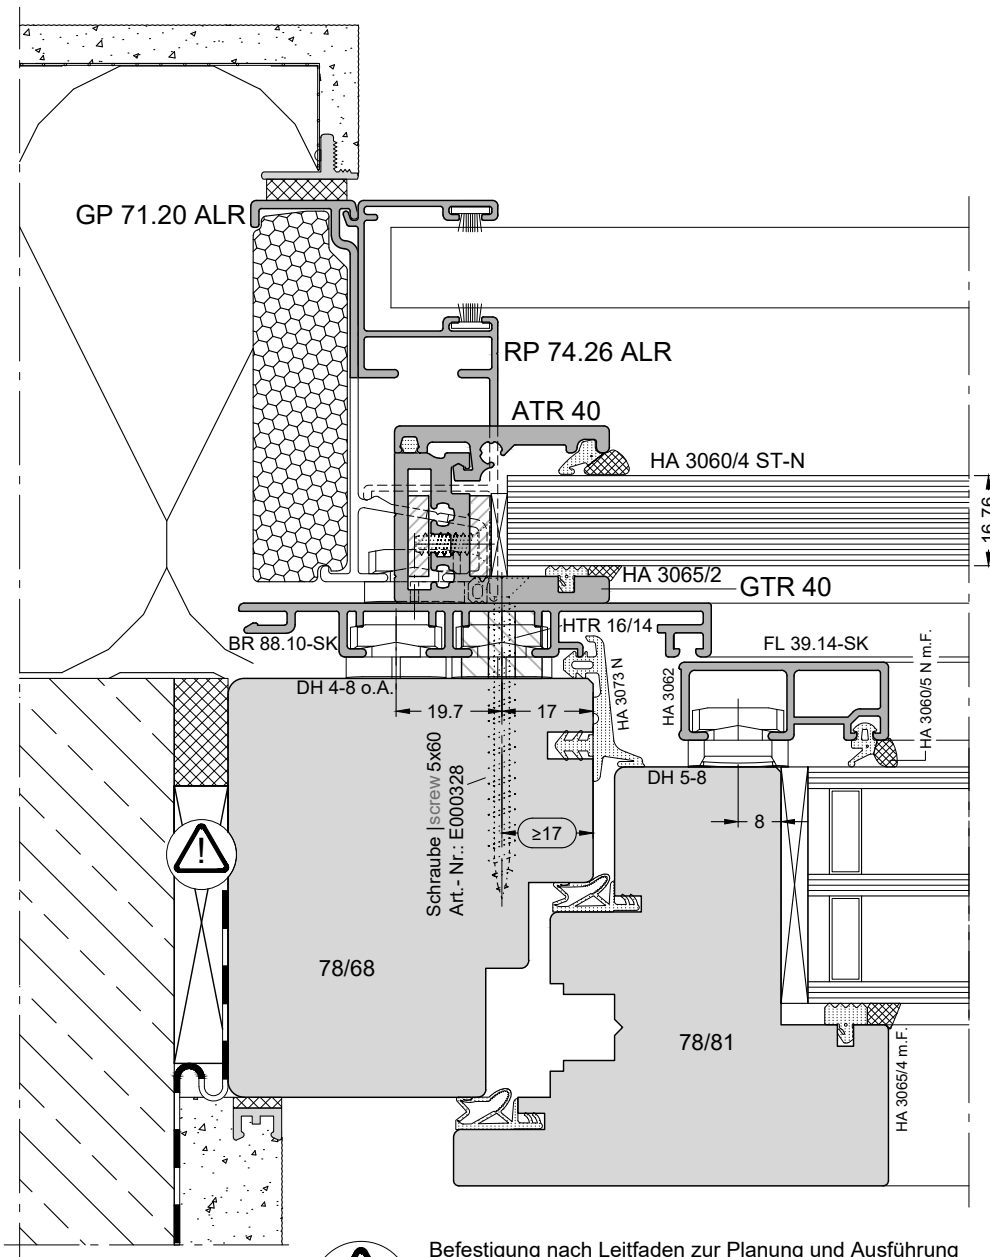 GP 71.20 ALR
RP 74.26 ALR
ATR 40
HA 3060/4 ST-N
16.76
HA 3065/2
GTR 40
HTR 16/14
BR 88.10-SK
FL 39.14-SK
HA 3060/5 N m.F.
HA 3073 N
HA 3062
DH 4-8 o.A.
19.7
17
DH 5-8
8
Schraube |screw 5x60
Art.- Nr.: E000328
≥17
!
78/68
78/81
HA 3065/4 m.F.
Befestigung nach Leitfaden zur Planung und Ausführung